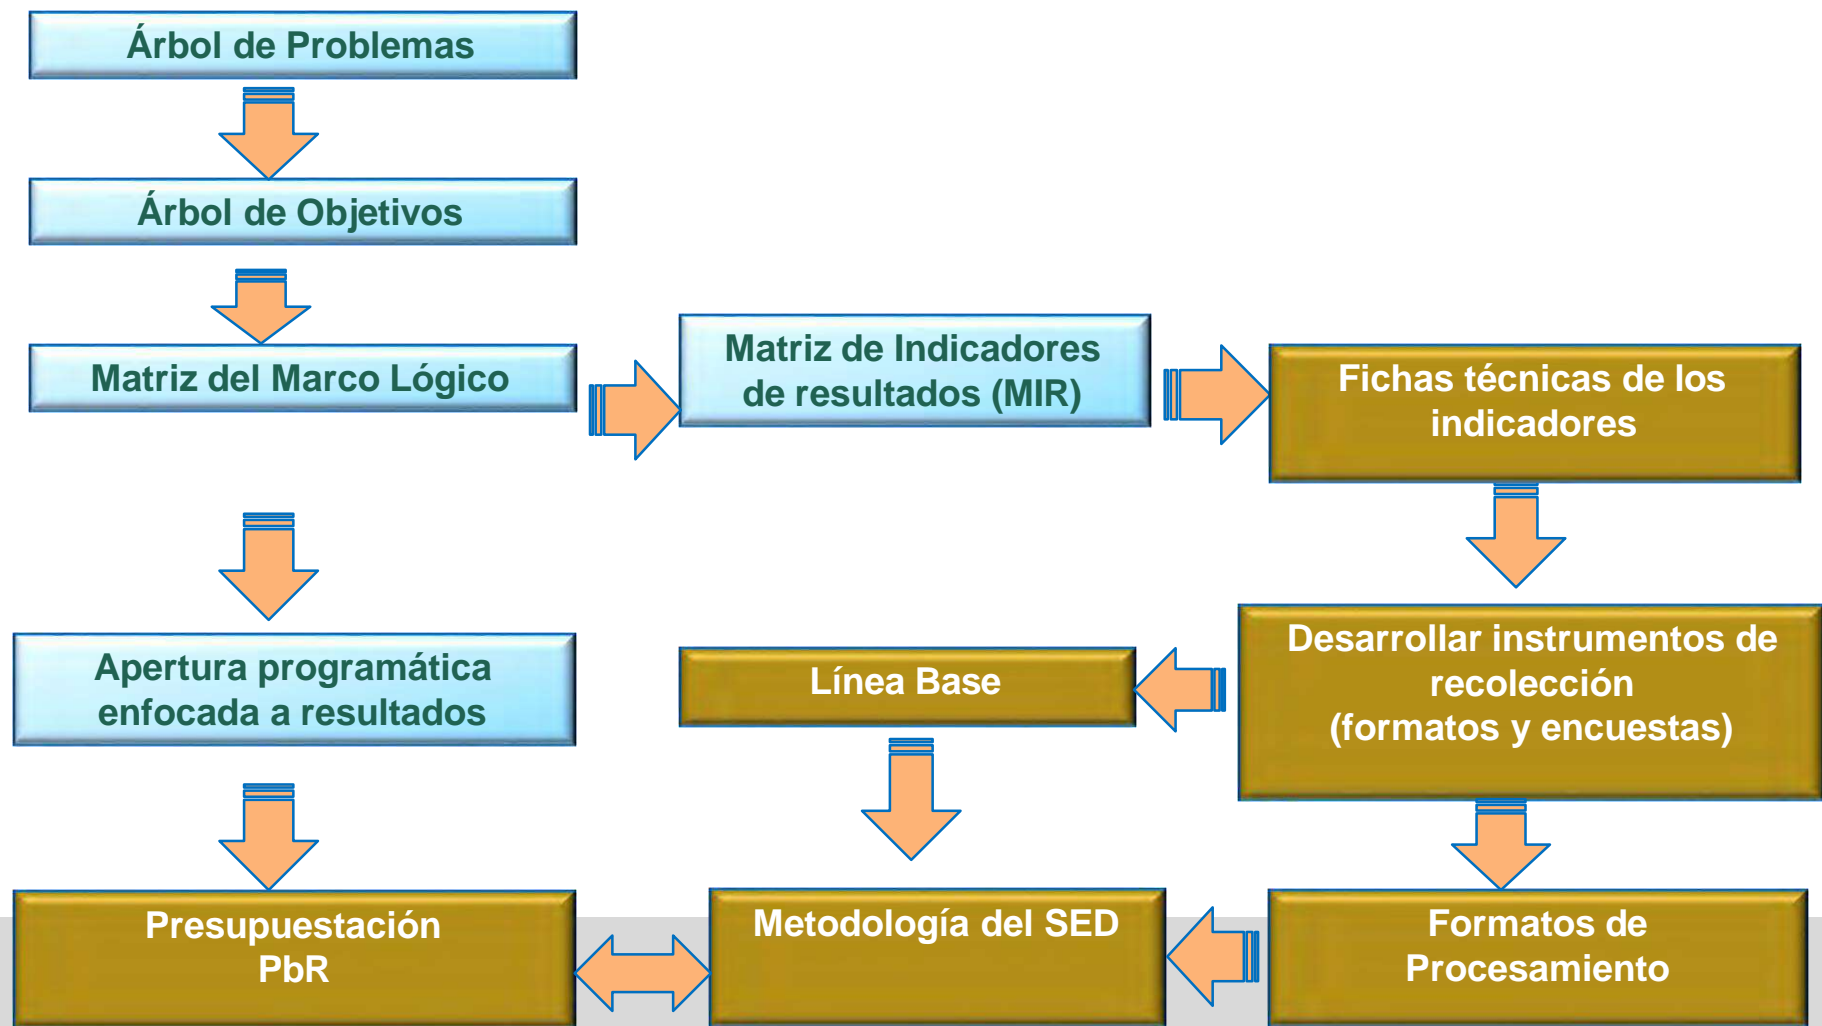 Árbol de Problemas
Árbol de Objetivos
Matriz del Marco Lógico
Matriz de Indicadores
de resultados (MIR)
Fichas técnicas de los
indicadores
Apertura programática
enfocada a resultados
Línea Base
Desarrollar instrumentos de
recolección
(formatos y encuestas)
Presupuestación
PbR
Metodología del SED
Formatos de
Procesamiento